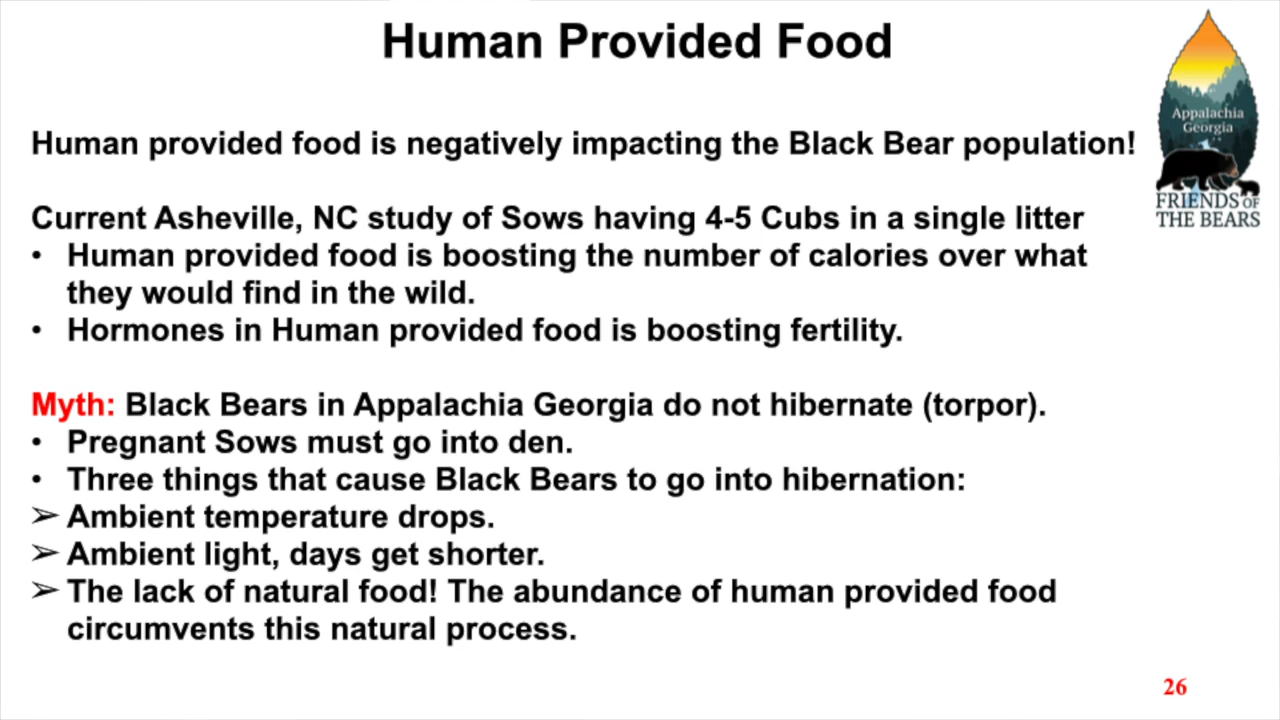 Human Provided Food
Appalachia
Georgia
FRIENDS OF
THE BEARS
Human provided food is negatively impacting the Black Bear population!
Current Asheville, NC study of Sows having 4-5 Cubs in a single litter
• Human provided food is boosting the number of calories over what
they would find in the wild.
• Hormones in Human provided food is boosting fertility.
Myth: Black Bears in Appalachia Georgia do not hibernate (torpor).
• Pregnant Sows must go into den.
• Three things that cause Black Bears to go into hibernation:
➢ Ambient temperature drops.
➢ Ambient light, days get shorter.
➢ The lack of natural food! The abundance of human provided food
circumvents this natural process.
26